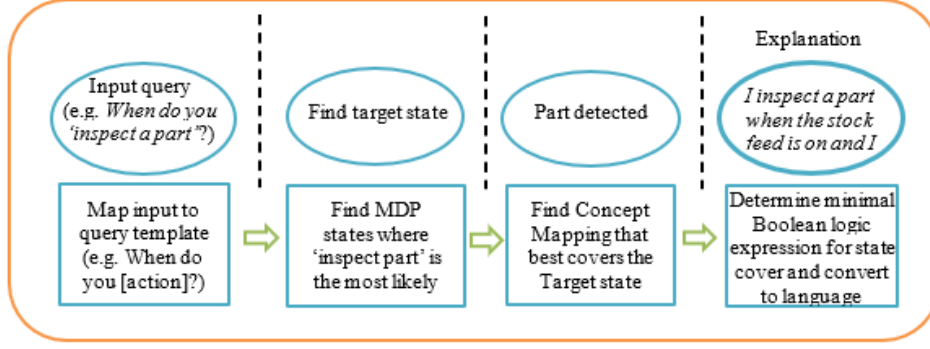 Explanation
Input query
(e.g. When do you
‘inspect a part’?)
Find target state
Part detected
I inspect a part
when the stock
feed is on and I
Map input to
query template
(e.g. When do
you [action]?)
Find MDP
states where
‘inspect part’ is
the most likely
Find Concept
Mapping that
best covers the
Target state
Determine minimal
Boolean logic
expression for state
cover and convert
to language